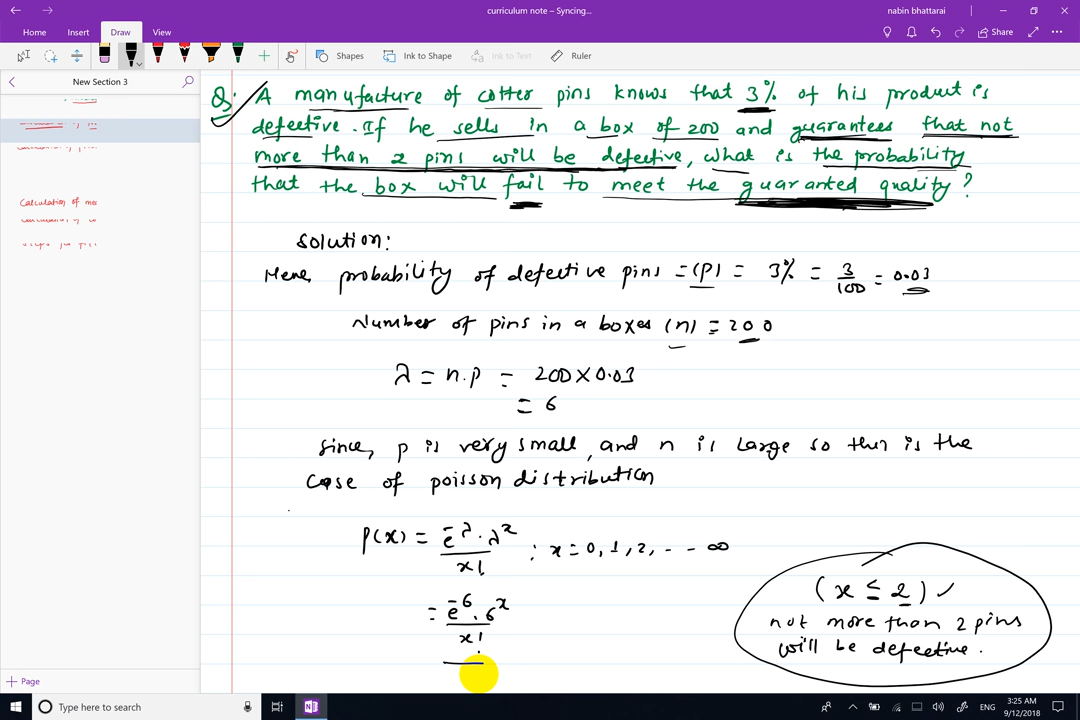 curriculum note – Syncing...
nabin bhattarai
Home Insert Draw View
Share
Shapes
Ink to Shape
Ink to Text
Ruler
New Section 3
Calculation of me
Q: A manufacture of cotter pins knows that 3% of his product is
defective. If he sells in a box of 200 and guarantees that not
more than 2 pins will be defective, what is the probability
that the box will fail to meet the guaranted quality?
Solution:
Here, probability of defective pins = (p) = 3% = 3/100 = 0.03
Number of pins in a boxes (n) = 200
λ = n.p = 200 × 0.03
= 6
Since, p is very small, and n is large so this is the
case of poisson distribution
p(x) = e^-λ . λ^x / x! ; x = 0, 1, 2, - - - ∞
= e^-6 . 6^x / x!
(x ≤ 2) ✓
not more than 2 pins
will be defective.
+ Page
Type here to search
ENG
3:25 AM
9/12/2018